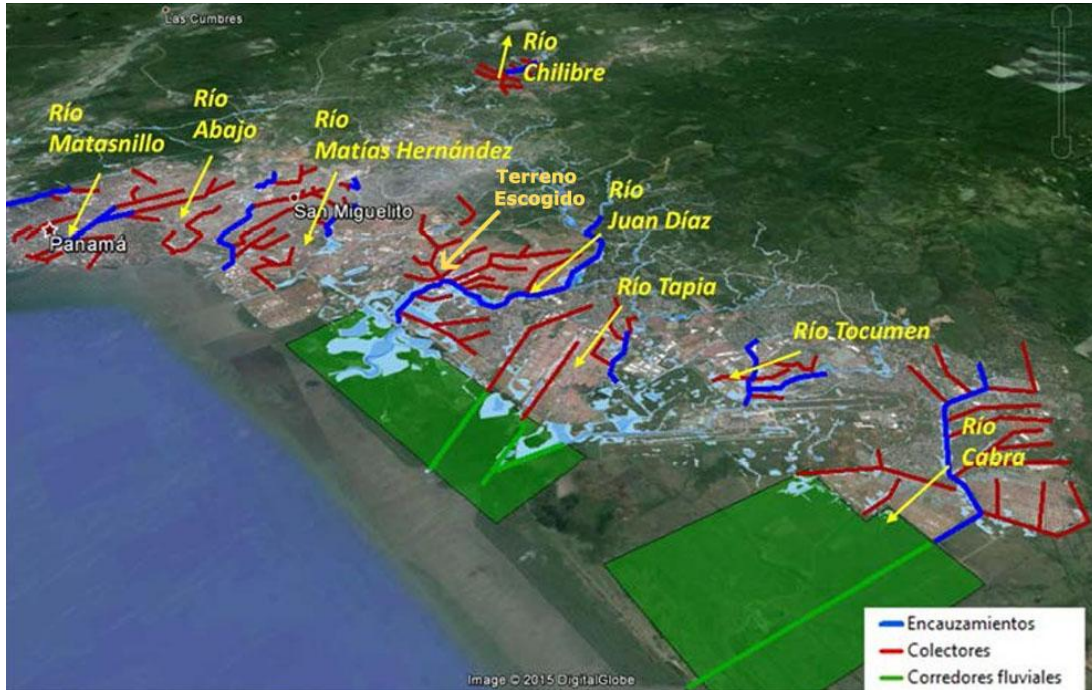 Las Cumbres
Río
Chilibre
Río
Matasnillo
Río
Abajo
Río
Matías Hernández
Terreno
Escogido
Río
Juan Díaz
San Miguelito
Panamá
Río Tapia
Río Tocumen
Río
Cabra
Encauzamientos
Colectores
Corredores fluviales
Image © 2015 DigitalGlobe